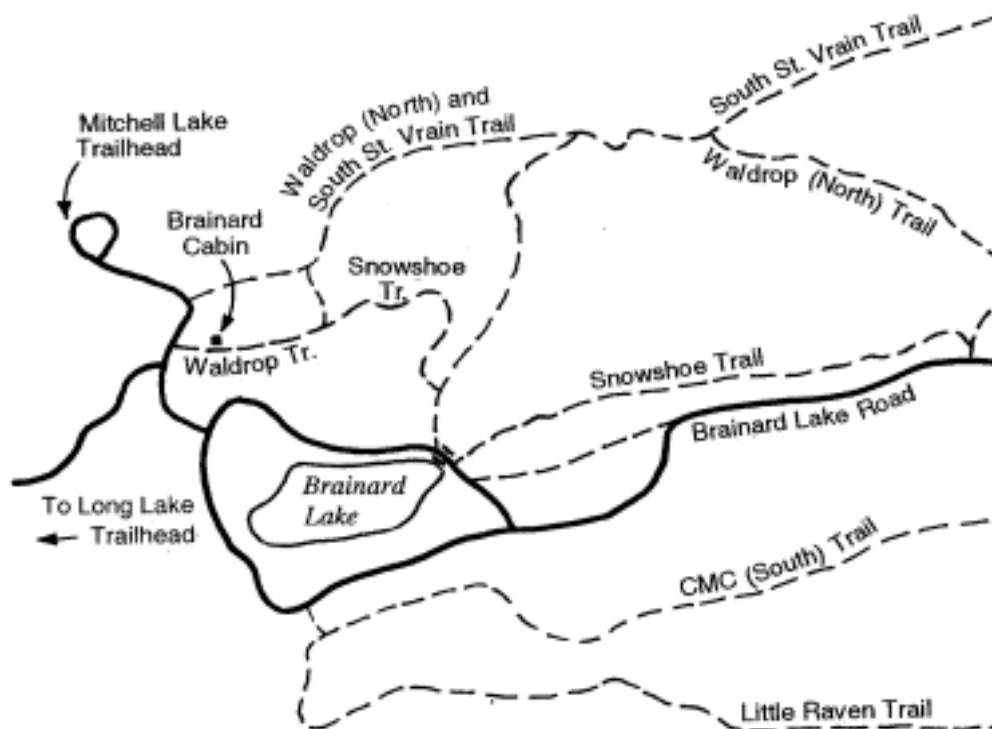 South St. Vrain Trail
Waldrop (North) and
South St. Vrain Trail
Mitchell Lake
Trailhead
Waldrop (North) Trail
Brainard
Cabin
Snowshoe
Tr.
Waldrop Tr.
Snowshoe Trail
Brainard Lake Road
Brainard
Lake
To Long Lake
Trailhead
CMC (South) Trail
Little Raven Trail